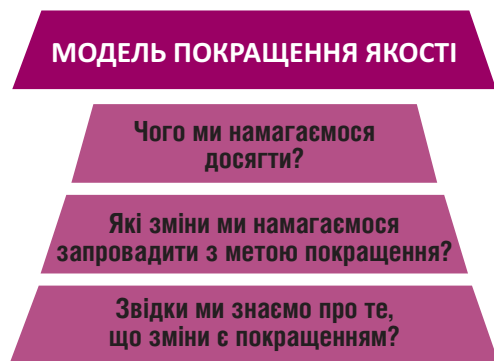 МОДЕЛЬ ПОКРАЩЕННЯ ЯКОСТІ
Чого ми намагаємося
досягти?
Які зміни ми намагаємося
запровадити з метою покращення?
Звідки ми знаємо про те,
що зміни є покращенням?